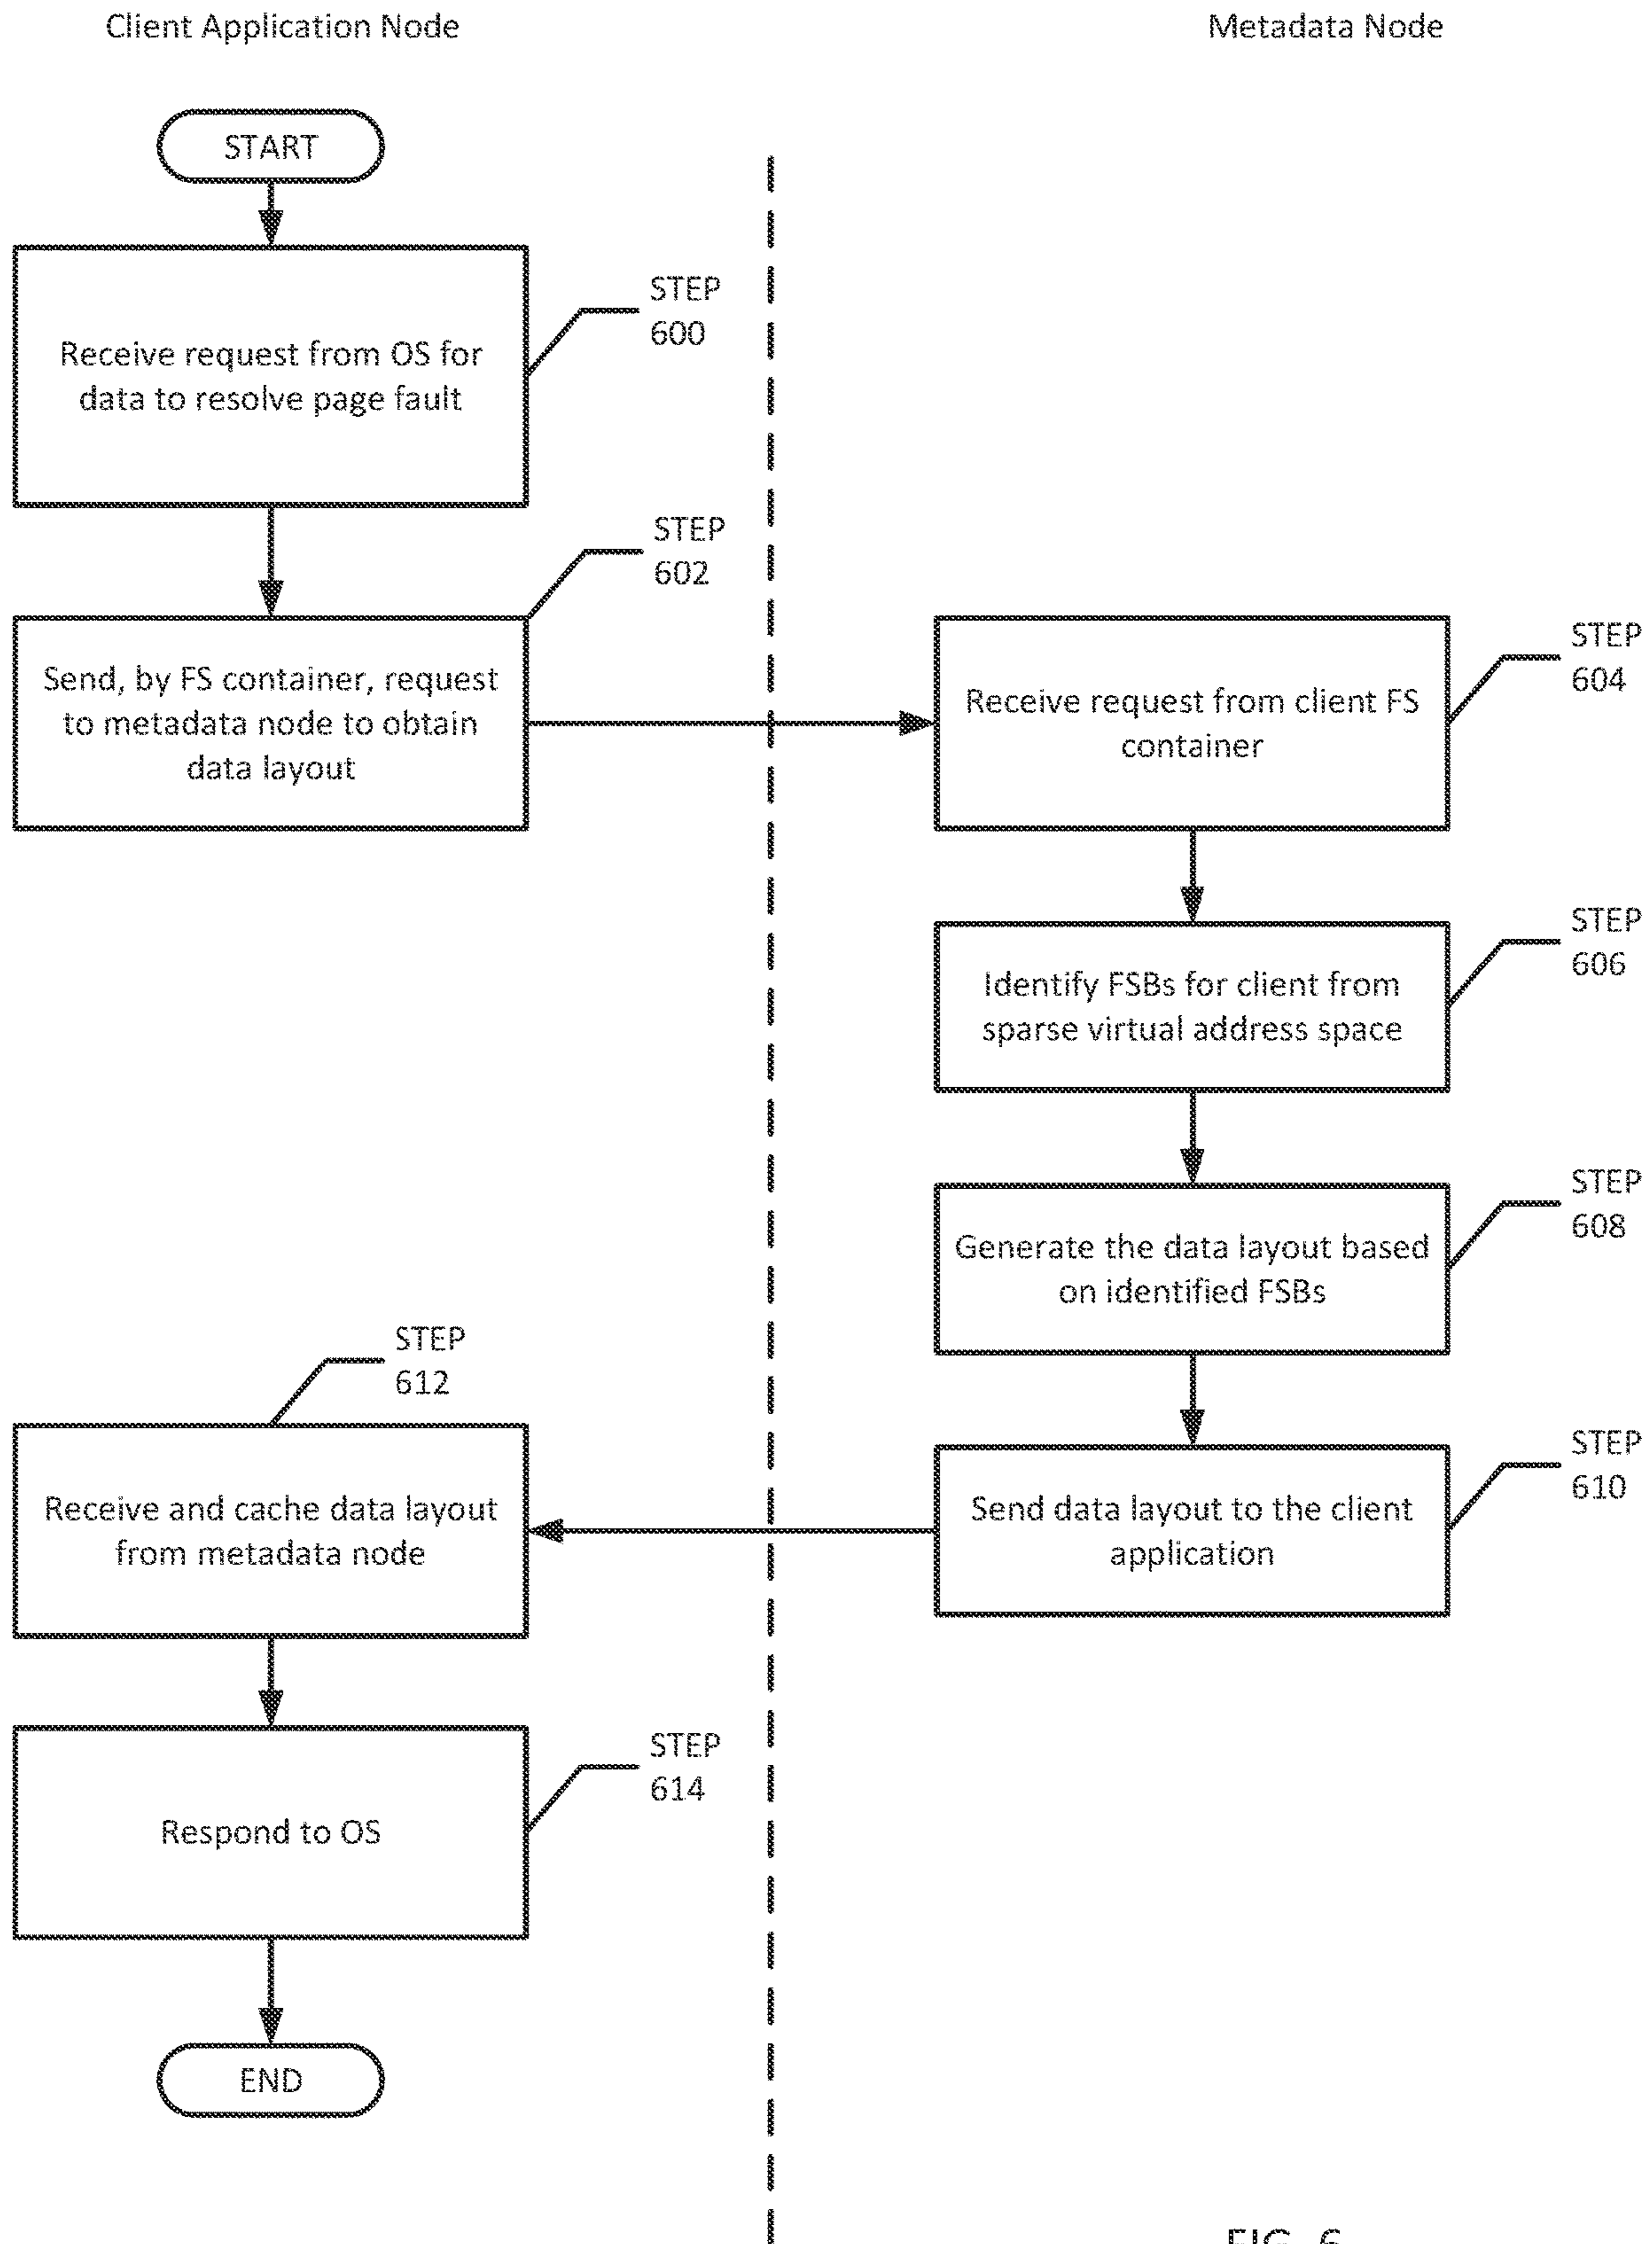 Client Application Node
Metadata Node
START
Receive request from OS for
data to resolve page fault
STEP
600
Send, by FS container, request
to metadata node to obtain
data layout
STEP
602
Receive request from client FS
container
STEP
604
Identify FSBs for client from
sparse virtual address space
STEP
606
Generate the data layout based
on identified FSBs
STEP
608
Send data layout to the client
application
STEP
610
STEP
612
Receive and cache data layout
from metadata node
Respond to OS
STEP
614
END
FIG. 6